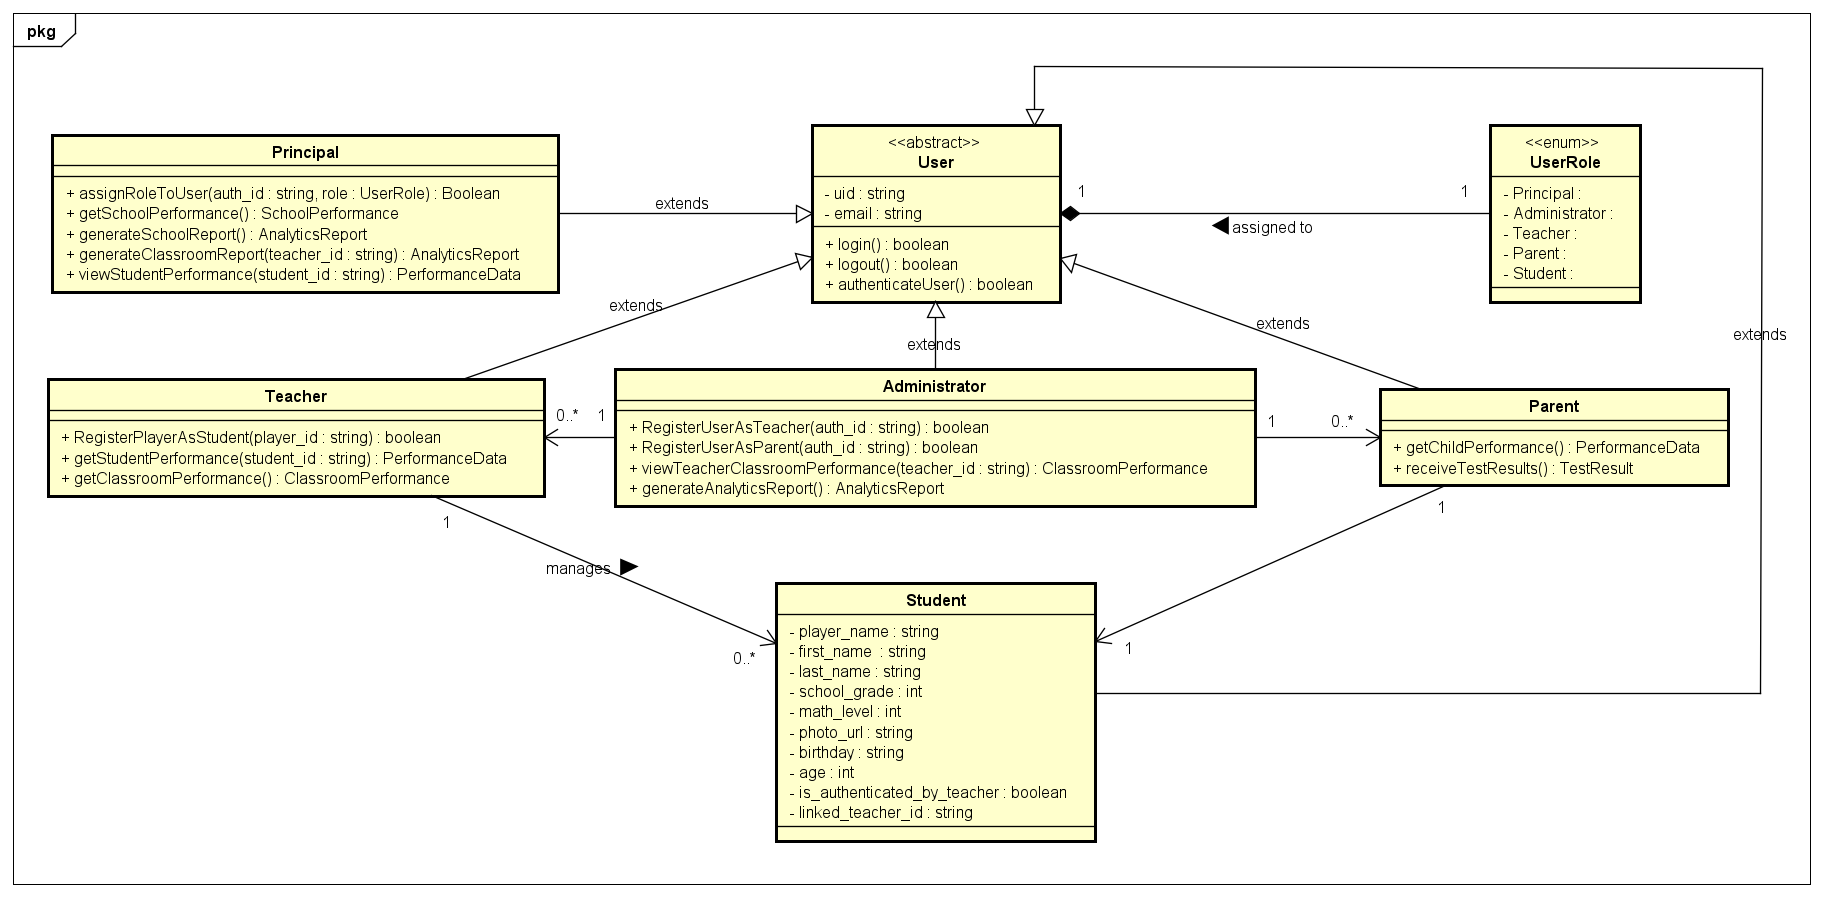 pkg
Principal
+ assignRoleToUser(auth_id : string, role : UserRole) : Boolean
+ getSchoolPerformance() : SchoolPerformance
+ generateSchoolReport() : AnalyticsReport
+ generateClassroomReport(teacher_id : string) : AnalyticsReport
+ viewStudentPerformance(student_id : string) : PerformanceData
extends
<<abstract>>
User
- uid : string
- email : string
+ login() : boolean
+ logout() : boolean
+ authenticateUser() : boolean
1
1
assigned to
<<enum>>
UserRole
- Principal :
- Administrator :
- Teacher :
- Parent :
- Student :
extends
extends
extends
extends
Teacher
+ RegisterPlayerAsStudent(player_id : string) : boolean
+ getStudentPerformance(student_id : string) : PerformanceData
+ getClassroomPerformance() : ClassroomPerformance
0..*
1
Administrator
+ RegisterUserAsTeacher(auth_id : string) : boolean
+ RegisterUserAsParent(auth_id : string) : boolean
+ viewTeacherClassroomPerformance(teacher_id : string) : ClassroomPerformance
+ generateAnalyticsReport() : AnalyticsReport
1
0..*
Parent
+ getChildPerformance() : PerformanceData
+ receiveTestResults() : TestResult
1
manages
0..*
1
1
Student
- player_name : string
- first_name : string
- last_name : string
- school_grade : int
- math_level : int
- photo_url : string
- birthday : string
- age : int
- is_authenticated_by_teacher : boolean
- linked_teacher_id : string